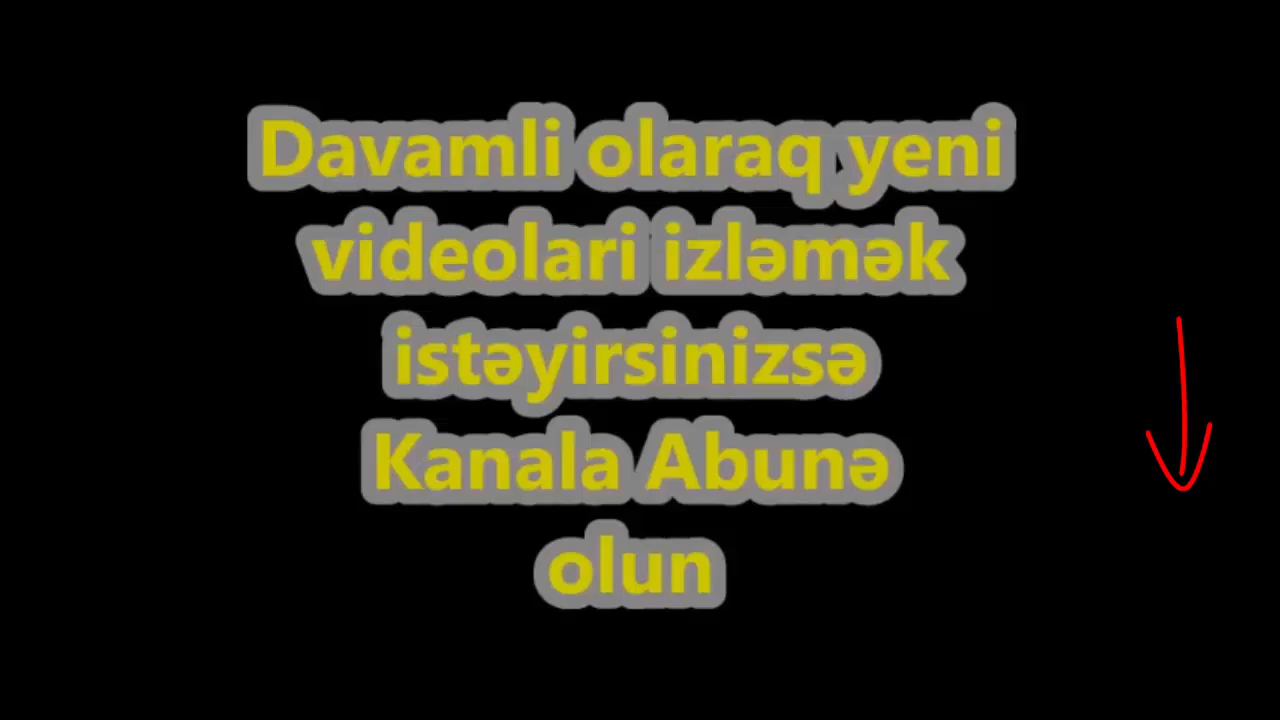 Davamli olaraq yeni
videolari izləmək
istəyirsinizsə
Kanala Abunə
olun